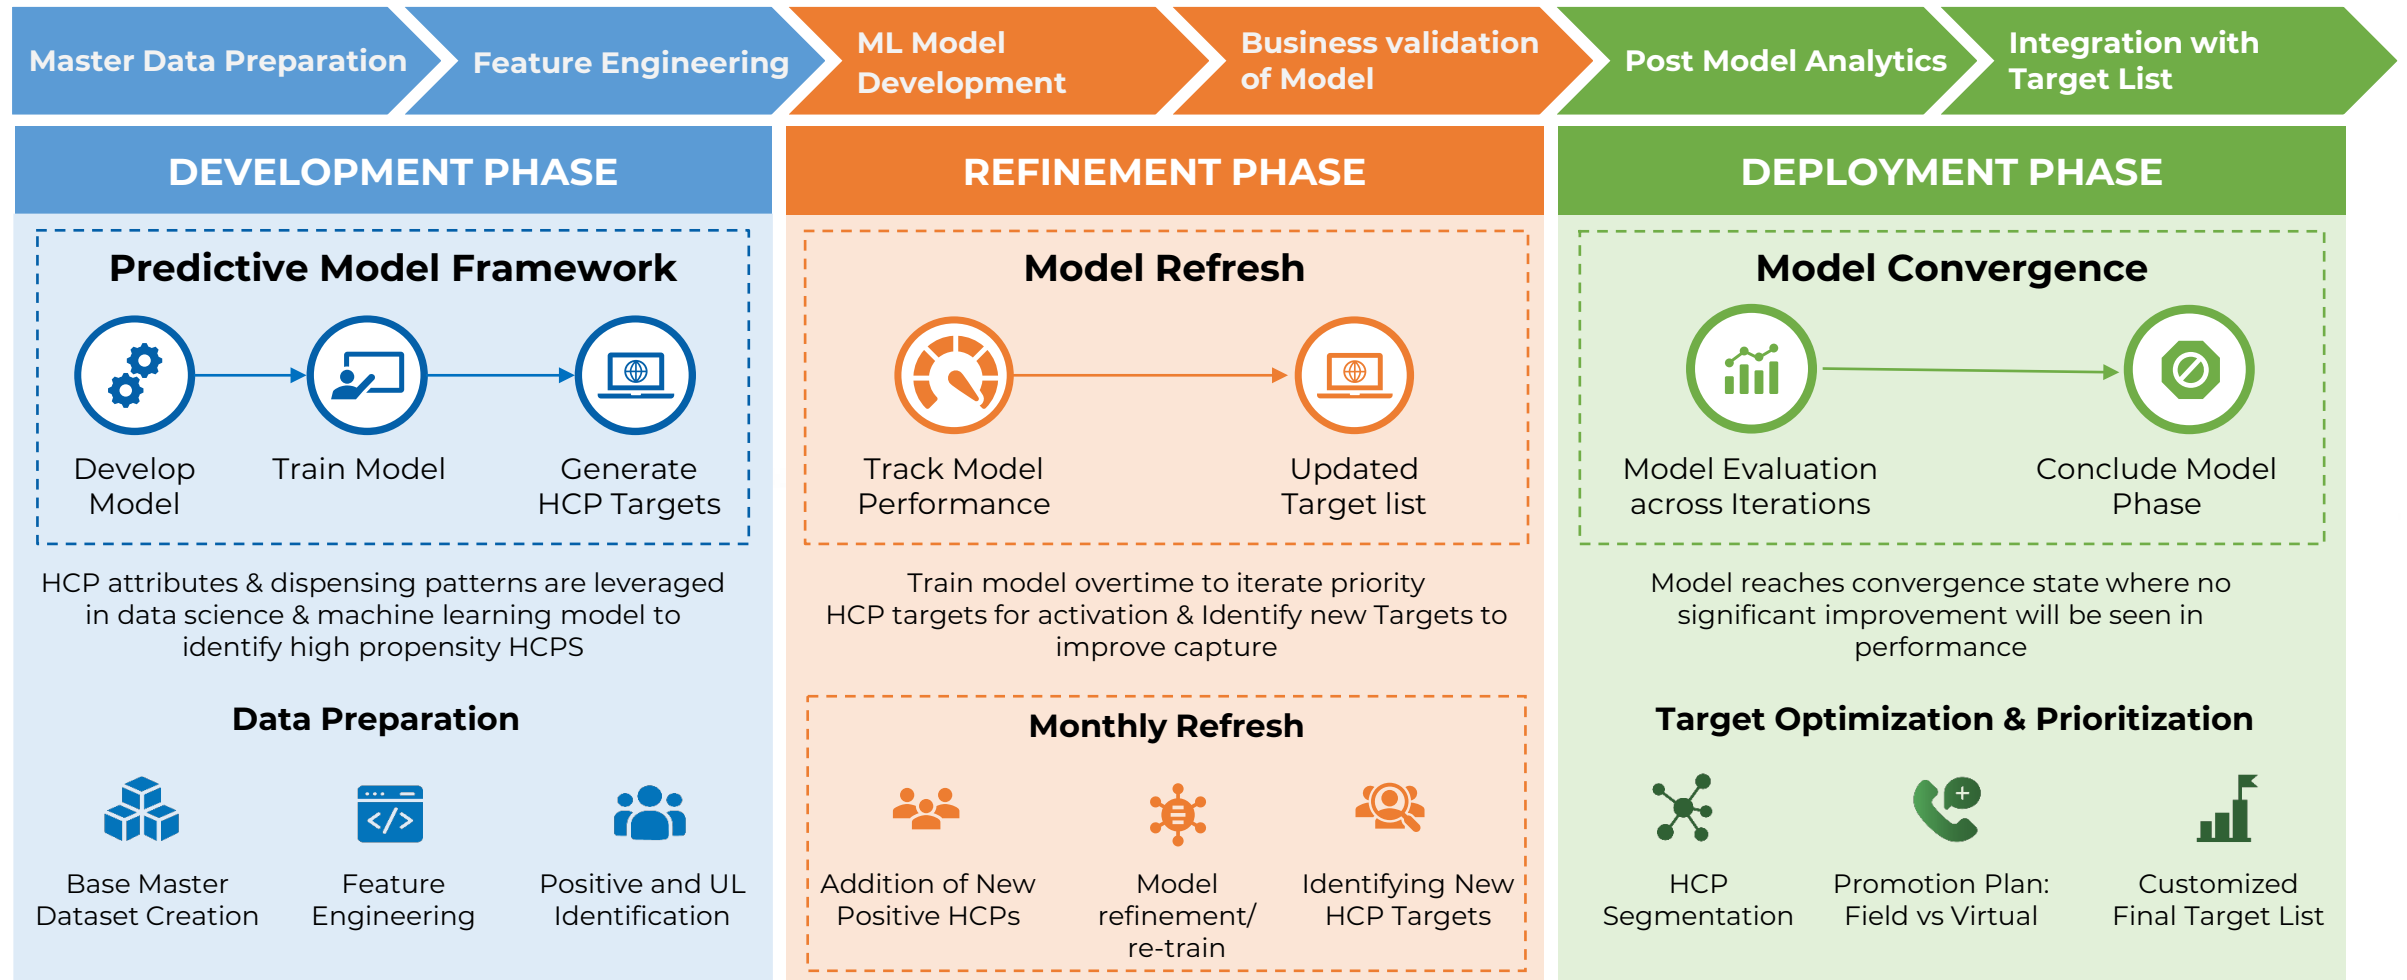 Master Data Preparation
Feature Engineering
ML Model
Development
Business validation
of Model
Post Model Analytics
Integration with
Target List
DEVELOPMENT PHASE
Predictive Model Framework
Develop
Model
Train Model
Generate
HCP Targets
HCP attributes & dispensing patterns are leveraged
in data science & machine learning model to
identify high propensity HCPS
Data Preparation
Base Master
Dataset Creation
Feature
Engineering
Positive and UL
Identification
REFINEMENT PHASE
Model Refresh
Track Model
Performance
Updated
Target list
Train model overtime to iterate priority
HCP targets for activation & Identify new Targets to
improve capture
Monthly Refresh
Addition of New
Positive HCPs
Model
refinement/
re-train
Identifying New
HCP Targets
DEPLOYMENT PHASE
Model Convergence
Model Evaluation
across Iterations
Conclude Model
Phase
Model reaches convergence state where no
significant improvement will be seen in
performance
Target Optimization & Prioritization
HCP
Segmentation
Promotion Plan:
Field vs Virtual
Customized
Final Target List